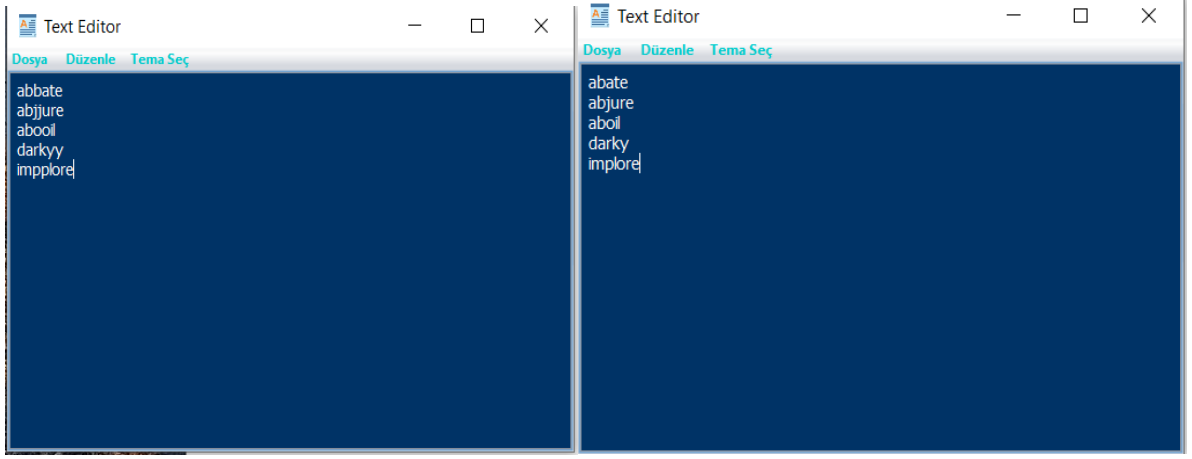 Text Editor
Dosya Düzenle Tema Seç
abbate
abjjure
abooil
darkyy
impplore
Text Editor
Dosya Düzenle Tema Seç
abate
abjure
aboil
darky
implore